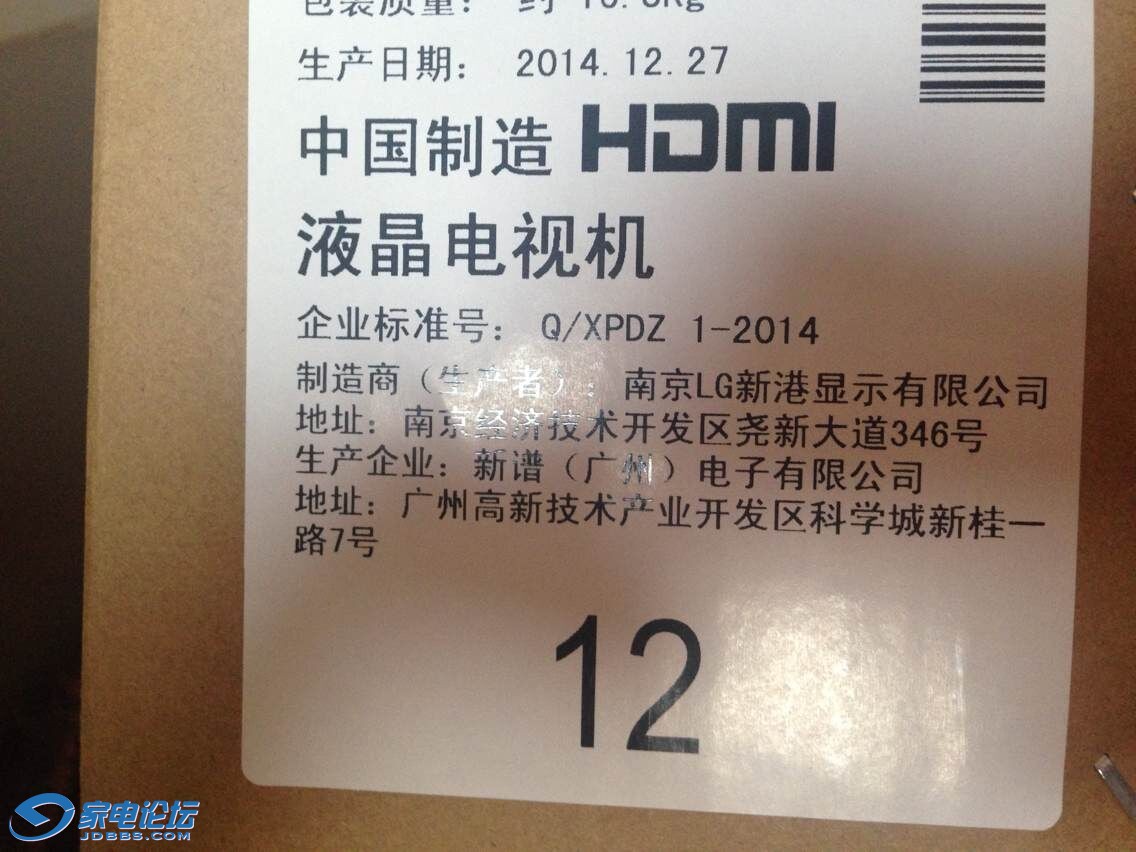 包装质量： 约
生产日期： 2014.12.27
中国制造 HDMI
液晶电视机
企业标准号： Q/XPDZ 1-2014
制造商（生产者）：南京LG新港显示有限公司
地址：南京经济技术开发区尧新大道346号
生产企业：新谱（广州）电子有限公司
地址：广州高新技术产业开发区科学城新桂一
路7号
12
家电论坛
JDBBS.COM